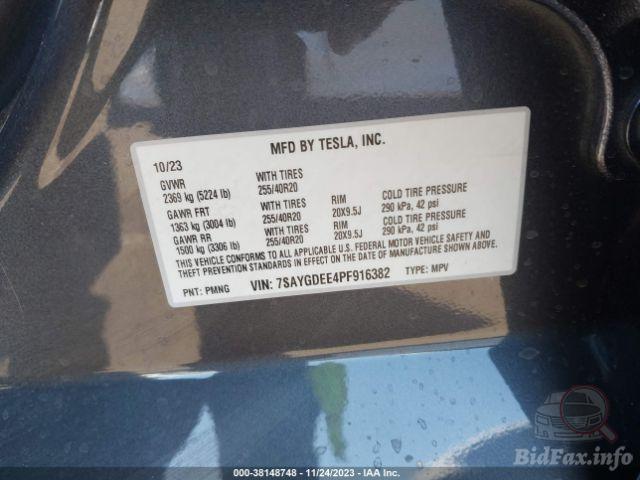 MFD BY TESLA, INC.
10/23
GVWR WITH TIRES
2369 kg (5224 lb) 255/40R20
GAWR FRT WITH TIRES RIM COLD TIRE PRESSURE
1363 kg (3004 lb) 255/40R20 20X9.5J 290 kPa, 42 psi
GAWR RR WITH TIRES RIM COLD TIRE PRESSURE
1500 kg (3306 lb) 255/40R20 20X9.5J 290 kPa, 42 psi
THIS VEHICLE CONFORMS TO ALL APPLICABLE U.S. FEDERAL MOTOR VEHICLE SAFETY AND
THEFT PREVENTION STANDARDS IN EFFECT ON THE DATE OF MANUFACTURE SHOWN ABOVE.
PNT: PMNG VIN: 7SAYGDEE4PF916382 TYPE: MPV
BidFax.info
00-38148748 - 11/24/2023 - IAA Inc.